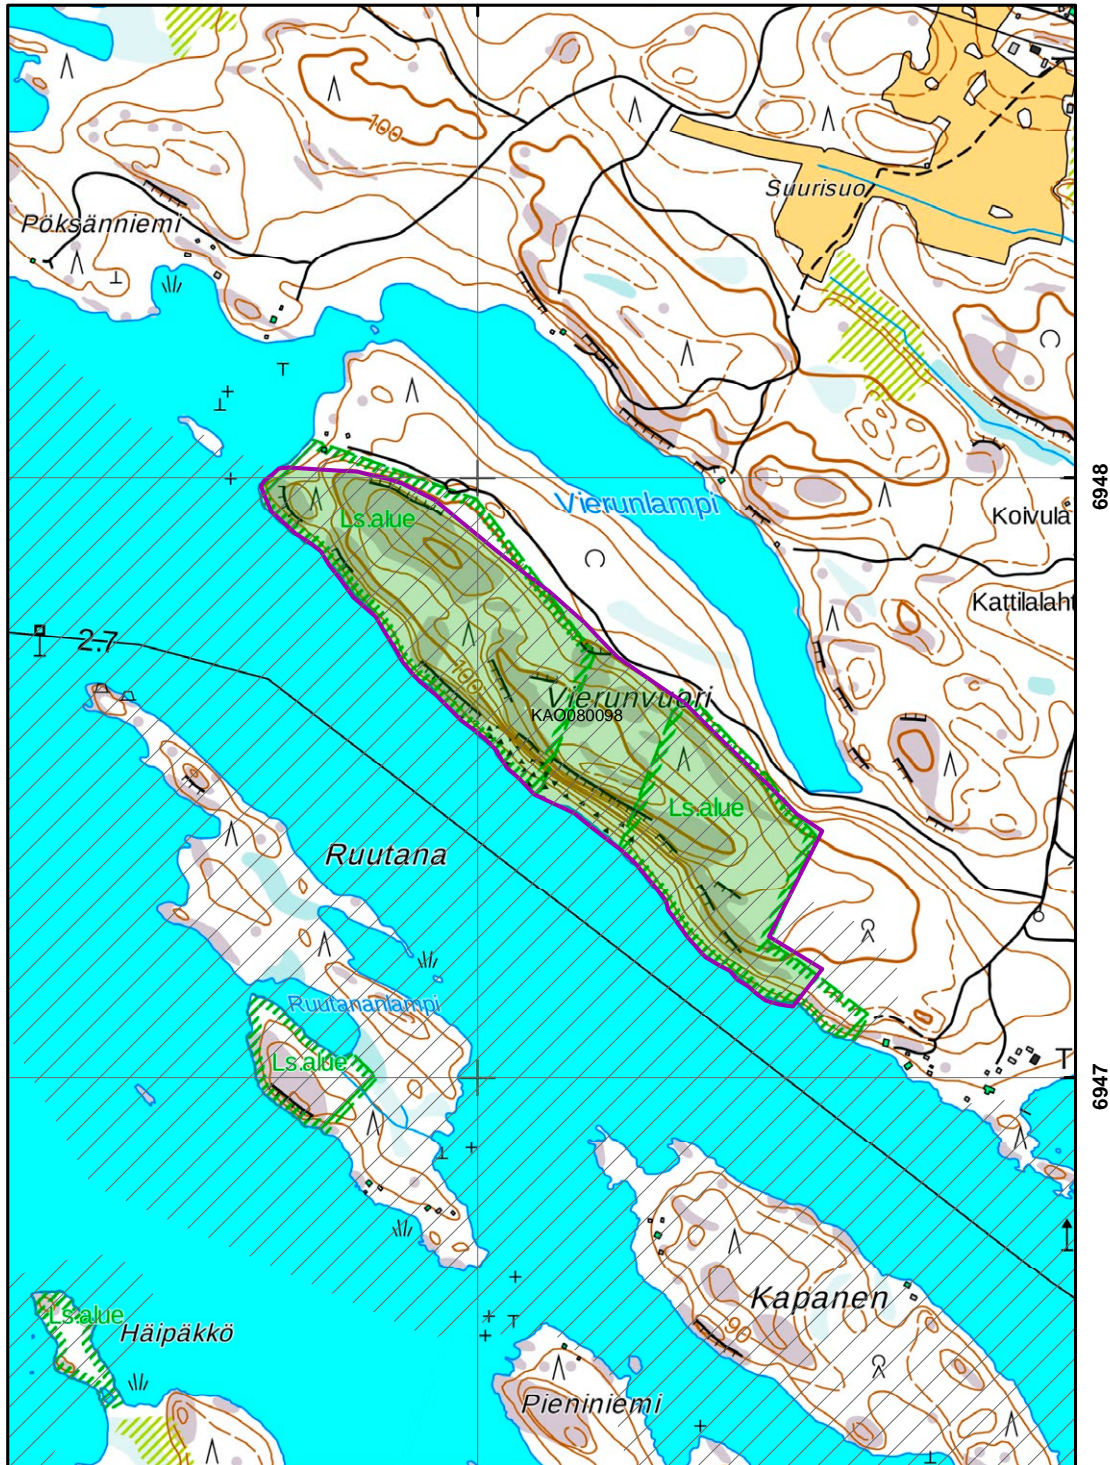 100
Suurisuo
Pöksänniemi
Vierunlampi
6948
Koivula
Ls.alue
Kattilalaht
2.7
100
Vierunvuori
KAO080098
Ls.alue
Ruutana
Ruutananlampi
Ls.alue
6947
Kapanen
Ls.alue
Häipäkkö
90
Pieniniemi